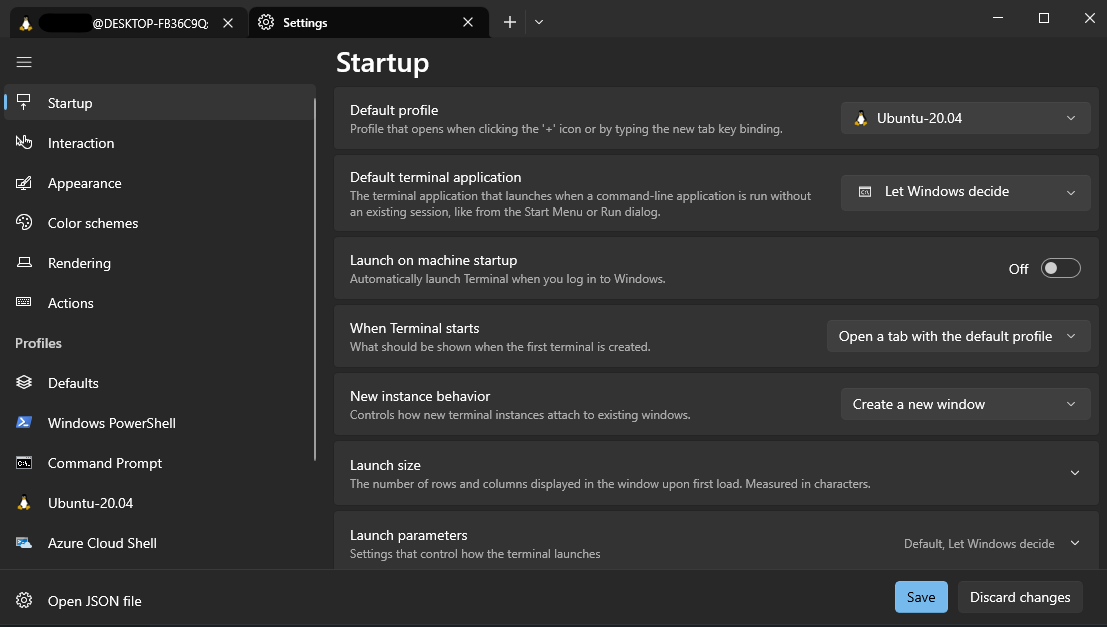 @DESKTOP-FB36C9Q:
Settings
Startup
Interaction
Appearance
Color schemes
Rendering
Actions
Profiles
Defaults
Windows PowerShell
Command Prompt
Ubuntu-20.04
Azure Cloud Shell
Open JSON file
Startup
Default profile
Profile that opens when clicking the '+' icon or by typing the new tab key binding.
Ubuntu-20.04
Default terminal application
The terminal application that launches when a command-line application is run without
an existing session, like from the Start Menu or Run dialog.
Let Windows decide
Launch on machine startup
Automatically launch Terminal when you log in to Windows.
Off
When Terminal starts
What should be shown when the first terminal is created.
Open a tab with the default profile
New instance behavior
Controls how new terminal instances attach to existing windows.
Create a new window
Launch size
The number of rows and columns displayed in the window upon first load. Measured in characters.
Launch parameters
Settings that control how the terminal launches
Default, Let Windows decide
Save
Discard changes